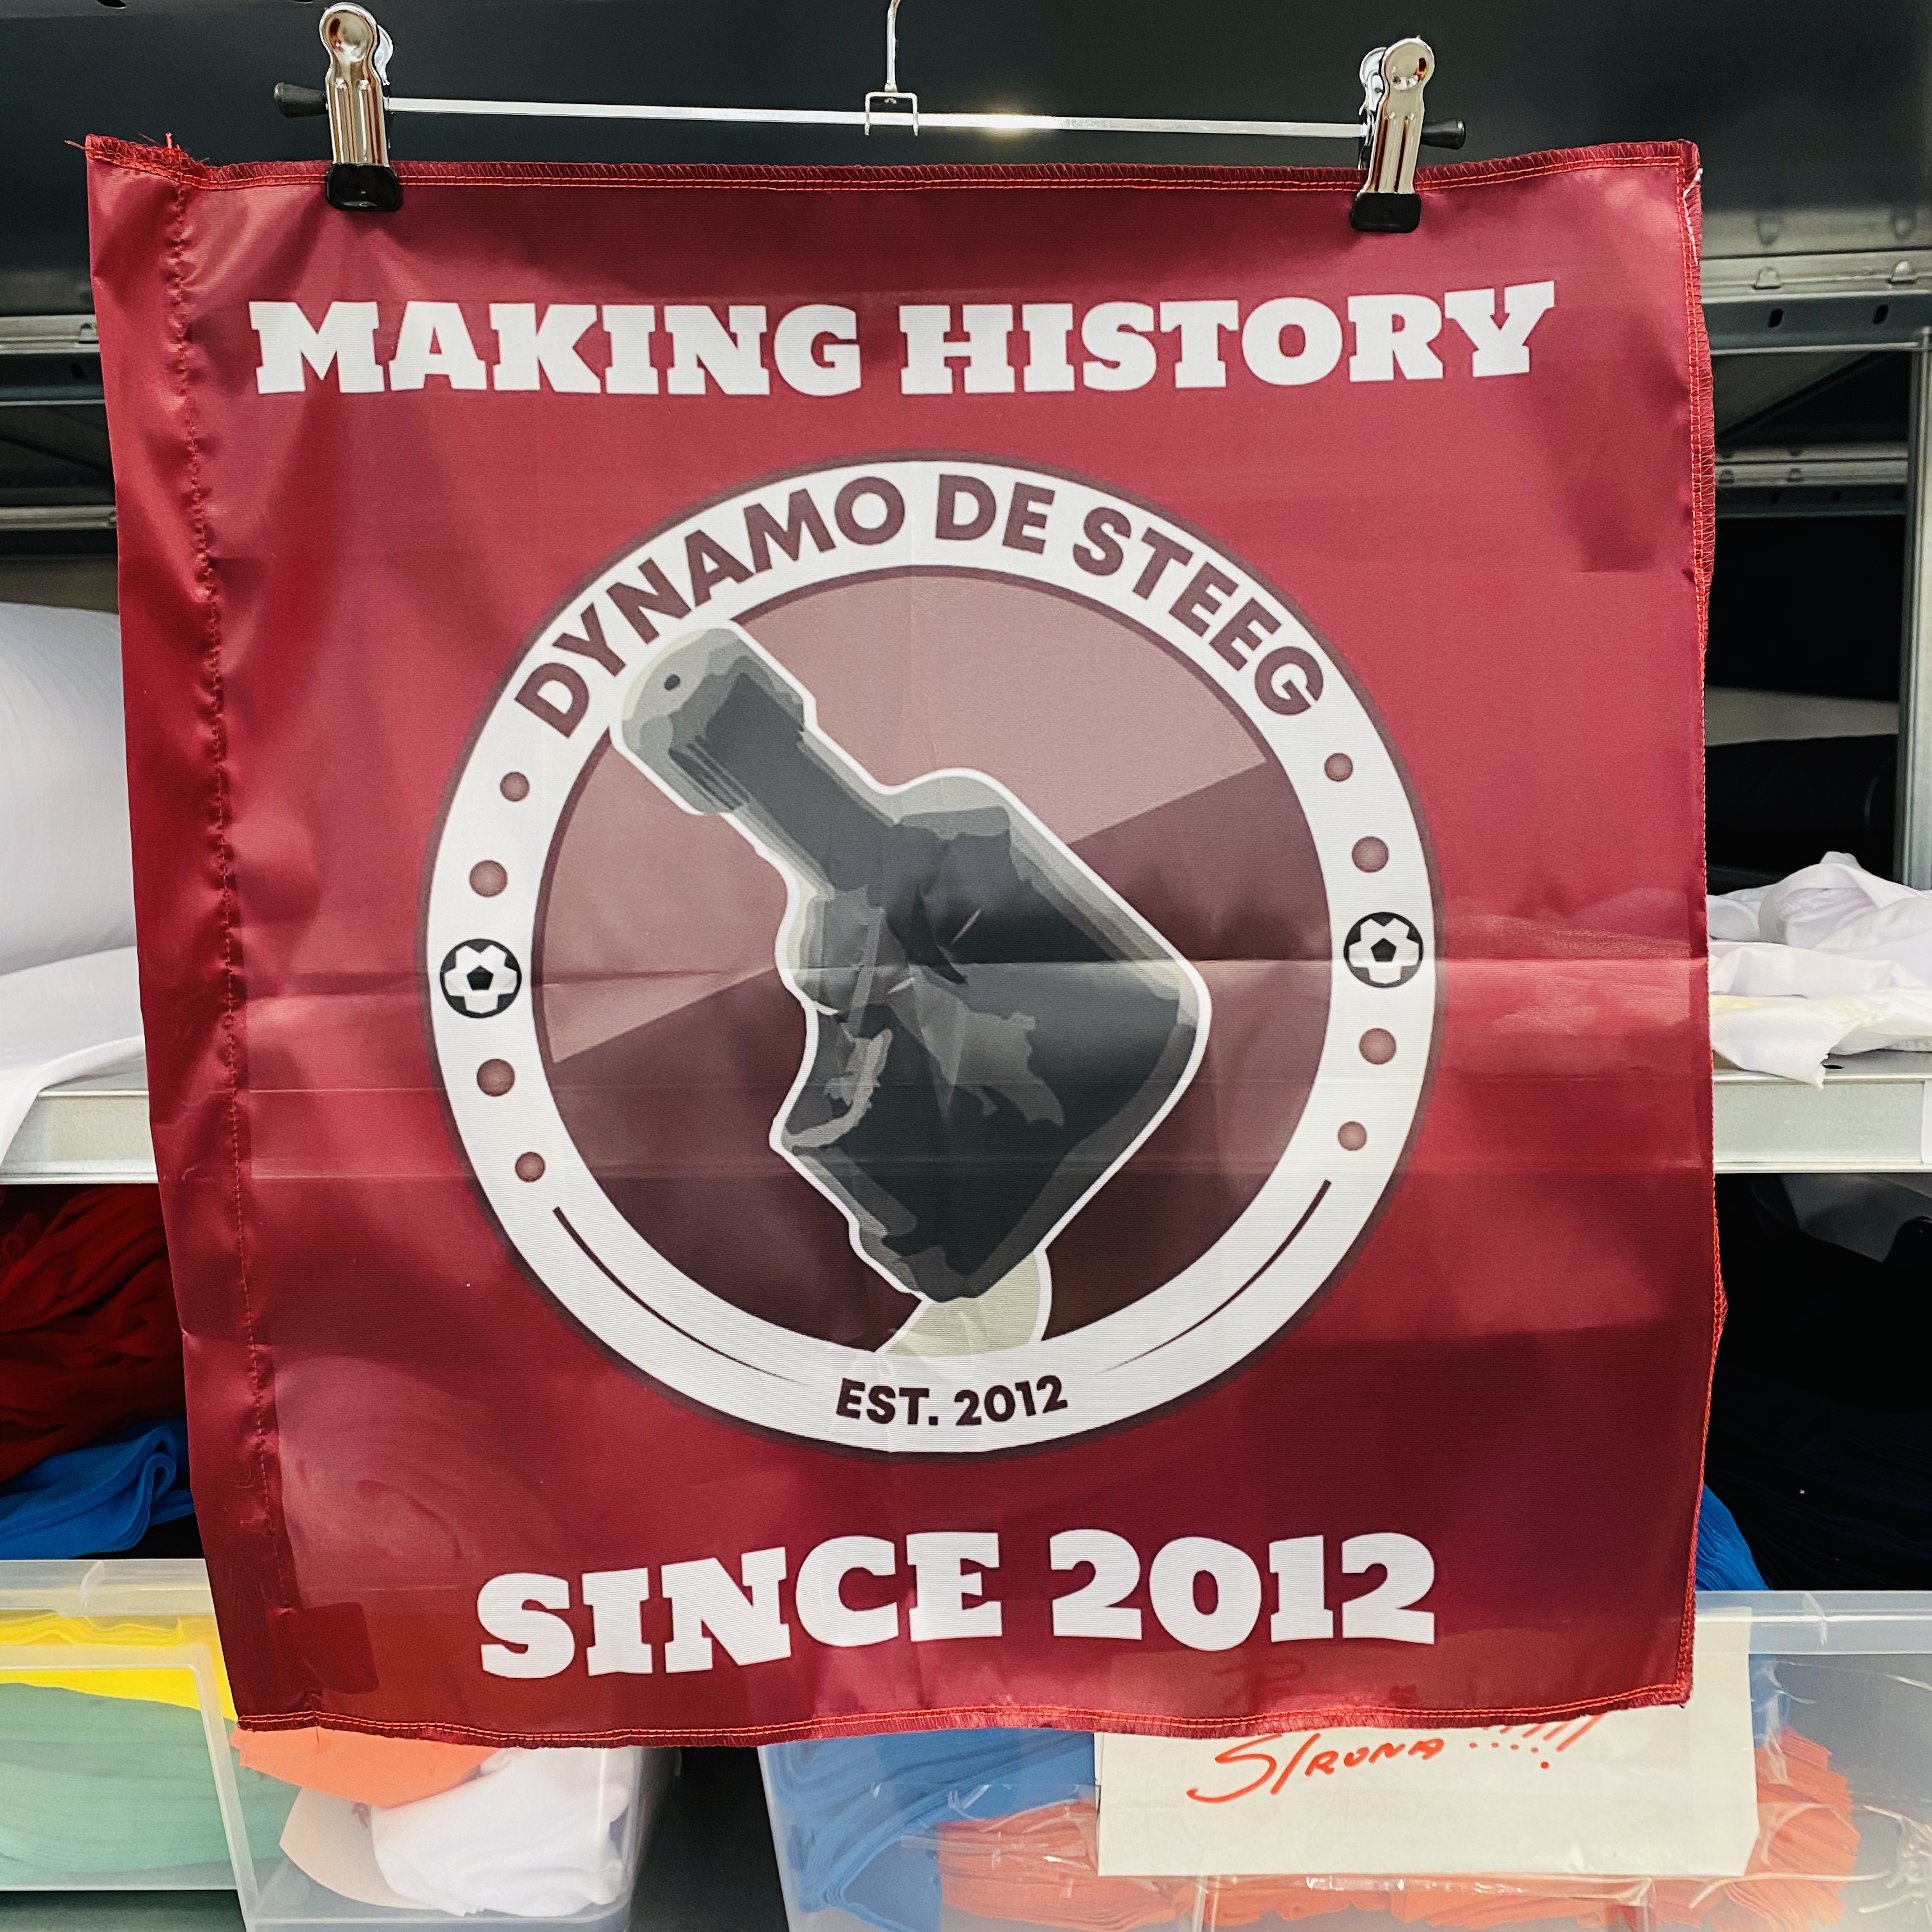 MAKING HISTORY
DYNAMO DE STEEG
EST. 2012
SINCE 2012